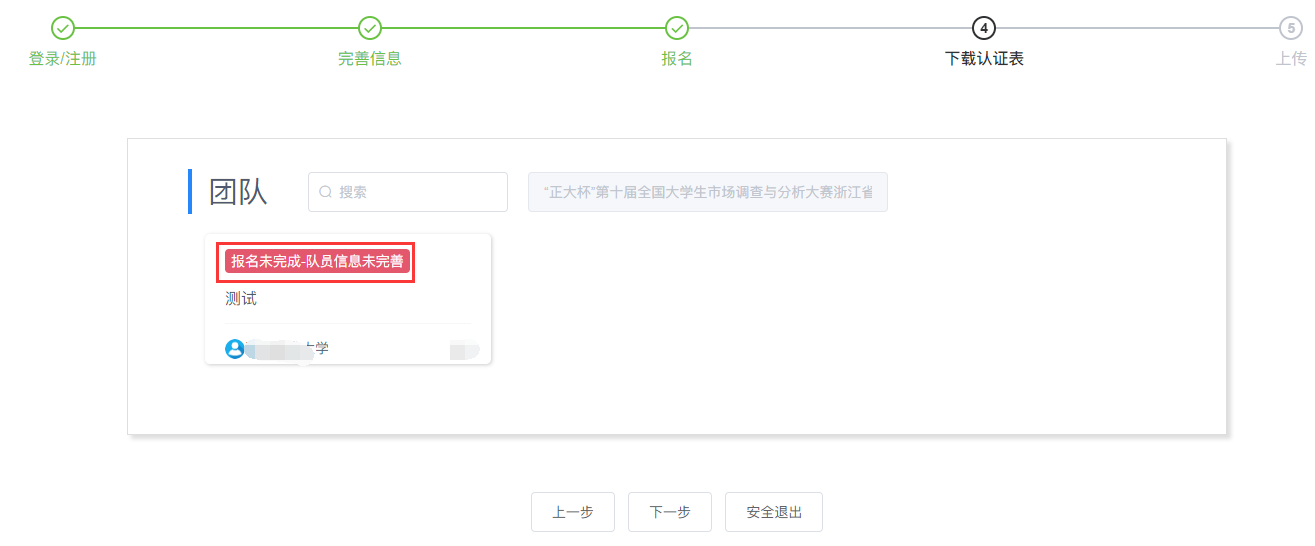 4
5
登录/注册
完善信息
报名
下载认证表
上传
团队
搜索
“正大杯”第十届全国大学生市场调查与分析大赛浙江省
报名未完成-队员信息未完善
测试
学
上一步
下一步
安全退出